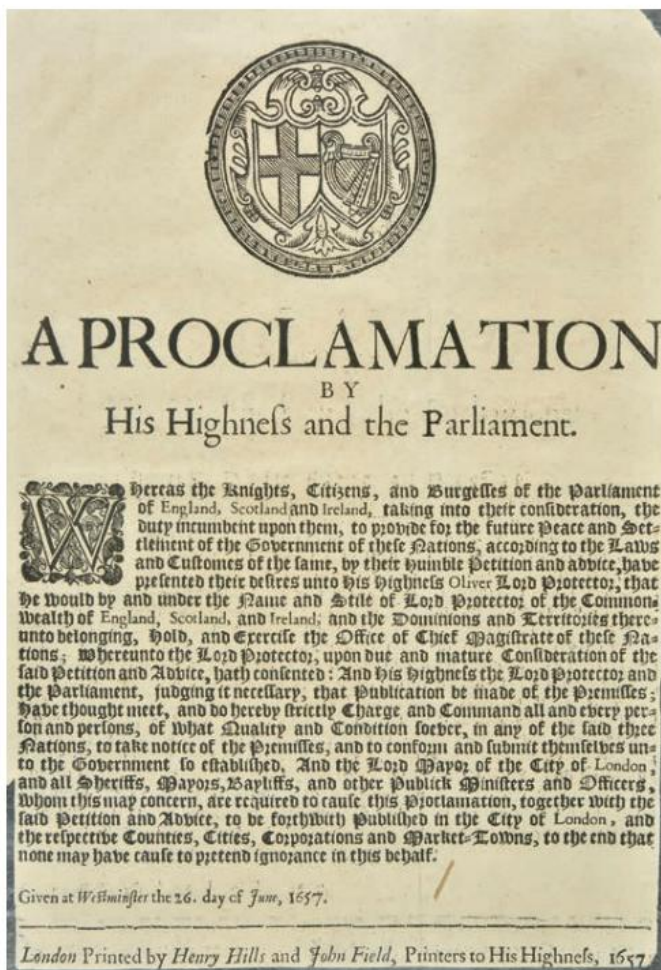 A PROCLAMATION
BY
His Highneſs and the Parliament.
WHereas the Knights, Citizens, and Burgeſſes of the Parliament
of England, Scotland and Ireland, taking into their conſideration, the
duty incumbent upon them, to provide for the future Peace and Set-
tlement of the Government of theſe Nations, according to the Laws
and Cuſtomes of the ſame, by their Humble Petition and advice, have
preſented their deſires unto His Highneſs Oliver Lord Protector, that
He would by and under the Name and Stile of Lord Protector of the Common-
wealth of England, Scotland, and Ireland, and the Dominions and Territories there-
unto belonging, Hold, and Exerciſe the Office of Chief Magiſtrate of theſe Na-
tions; Whereunto the Lord Protector, upon due and mature Conſideration of the
ſaid Petition and Advice, hath conſented: And His Highneſs the Lord Protector and
the Parliament, judging it neceſſary, that Publication be made of the Premiſſes;
Have thought meet, and do hereby ſtrictly Charge and Command all and every per-
ſon and perſons, of what Quality and Condition ſoever, in any of the ſaid three
Nations, to take notice of the Premiſſes, and to conform and ſubmit themſelves un-
to the Government ſo eſtabliſhed. And the Lord Mayor of the City of London,
and all Sheriffs, Mayors, Bayliffs, and other Publick Miniſters and Officers,
whom this may concern, are required to cauſe this Proclamation, together with the
ſaid Petition and Advice, to be forthwith Publiſhed in the City of London, and
the reſpective Counties, Cities, Corporations and Market-Towns, to the end that
none may have cauſe to pretend ignorance in this behalf.
Given at Weſtminſter the 26. day of June, 1657.
London Printed by Henry Hills and John Field, Printers to His Highneſs, 1657